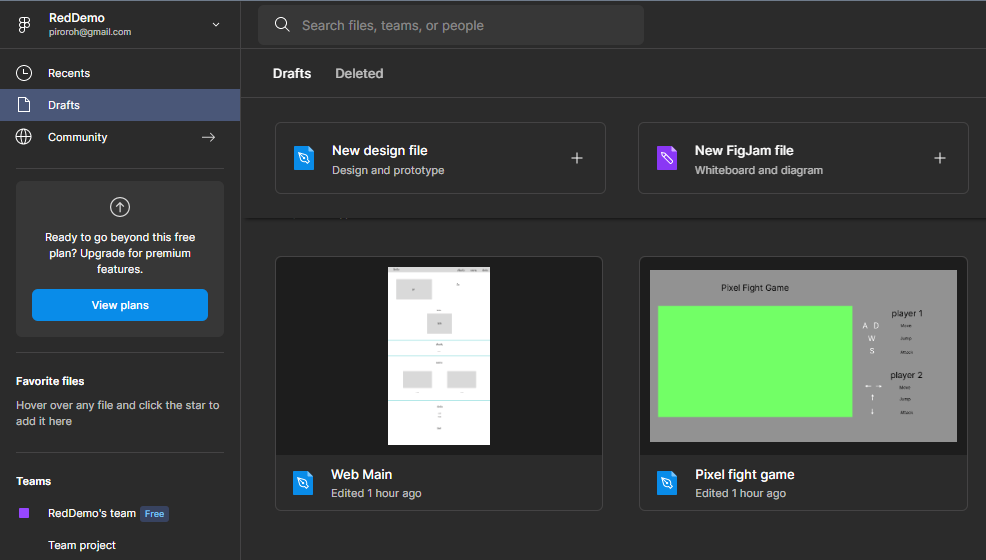 RedDemo
piroroh@gmail.com
Search files, teams, or people
Recents
Drafts
Community
Ready to go beyond this free
plan? Upgrade for premium
features.
View plans
Favorite files
Hover over any file and click the star to
add it here
Teams
RedDemo's team Free
Team project
Drafts Deleted
New design file
Design and prototype
New FigJam file
Whiteboard and diagram
Web Main
Edited 1 hour ago
Pixel Fight Game
player 1
A D Move
W Jump
S Attack
player 2
← → Move
↑ Jump
↓ Attack
Pixel fight game
Edited 1 hour ago